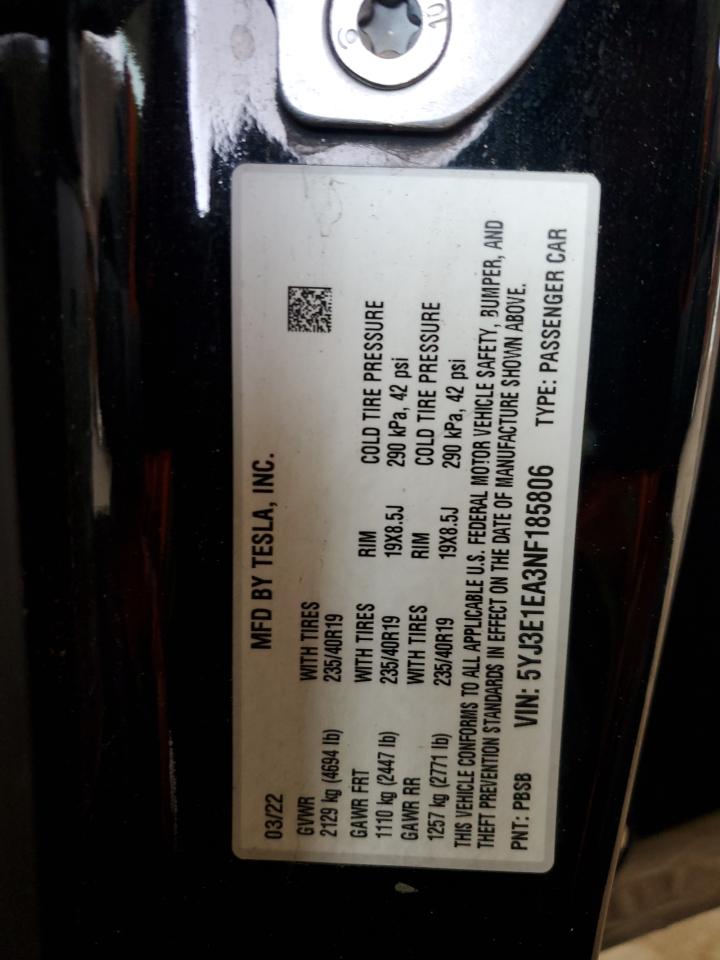 9 10
03/22
MFD BY TESLA, INC.
GVWR WITH TIRES
2129 kg (4694 lb) 235/40R19
GAWR FRT WITH TIRES RIM COLD TIRE PRESSURE
1110 kg (2447 lb) 235/40R19 19X8.5J 290 kPa, 42 psi
GAWR RR WITH TIRES RIM COLD TIRE PRESSURE
1257 kg (2771 lb) 235/40R19 19X8.5J 290 kPa, 42 psi
THIS VEHICLE CONFORMS TO ALL APPLICABLE U.S. FEDERAL MOTOR VEHICLE SAFETY, BUMPER, AND
THEFT PREVENTION STANDARDS IN EFFECT ON THE DATE OF MANUFACTURE SHOWN ABOVE.
PNT: PBSB VIN: 5YJ3E1EA3NF185806 TYPE: PASSENGER CAR